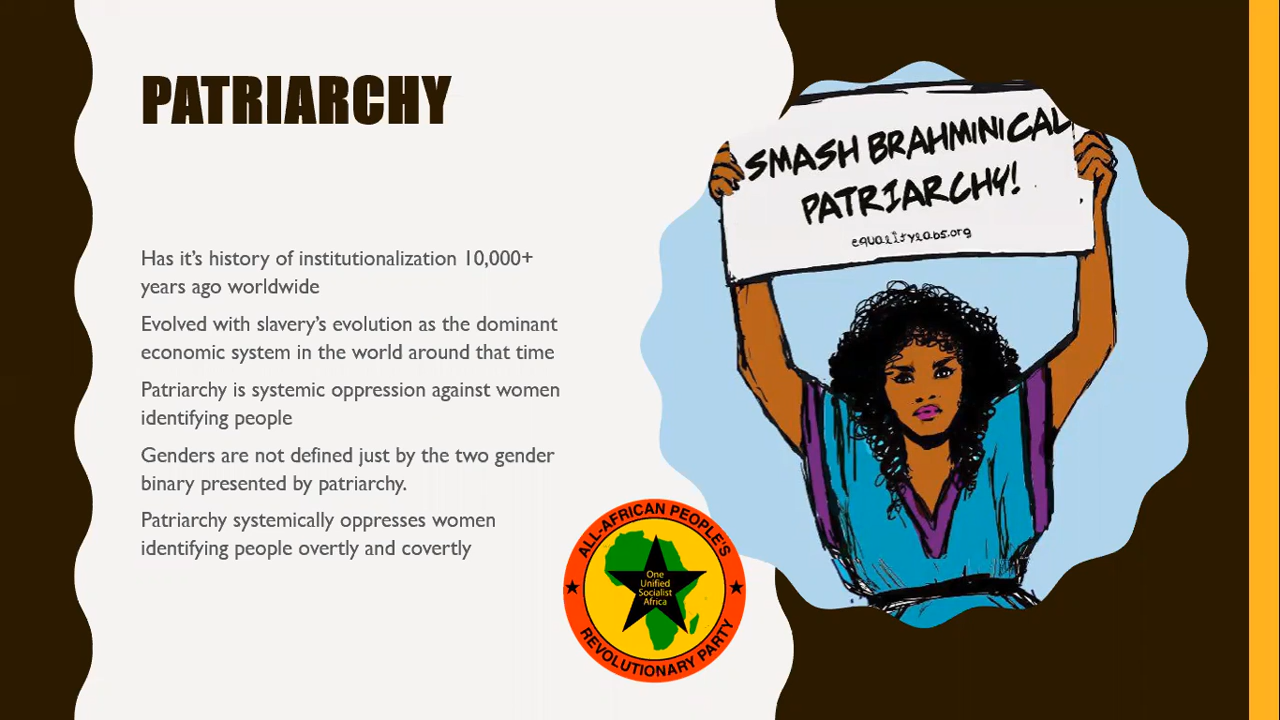 PATRIARCHY
Has it's history of institutionalization 10,000+
years ago worldwide
Evolved with slavery's evolution as the dominant
economic system in the world around that time
Patriarchy is systemic oppression against women
identifying people
Genders are not defined just by the two gender
binary presented by patriarchy.
Patriarchy systemically oppresses women
identifying people overtly and covertly
SMASH BRAHMINICAL
PATRIARCHY!
equalitylabs.org
ALL-AFRICAN PEOPLE'S
One
Unified
Socialist
Africa
REVOLUTIONARY PARTY